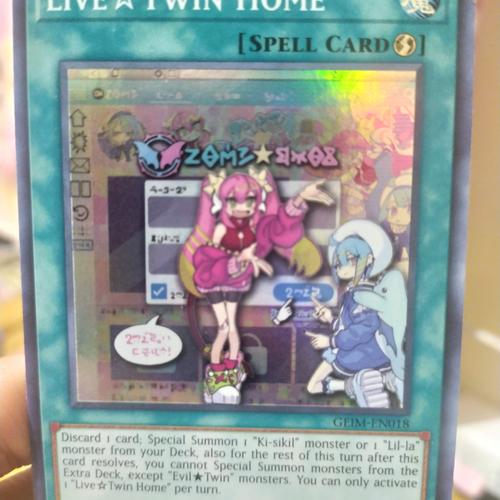 LIVE☆TWIN HOME
[SPELL CARD]
GEIM-EN018
Discard 1 card; Special Summon 1 "Ki-sikil" monster or 1 "Lil-la"
monster from your Deck, also for the rest of this turn after this
card resolves, you cannot Special Summon monsters from the
Extra Deck, except "Evil★Twin" monsters. You can only activate
1 "Live☆Twin Home" per turn.